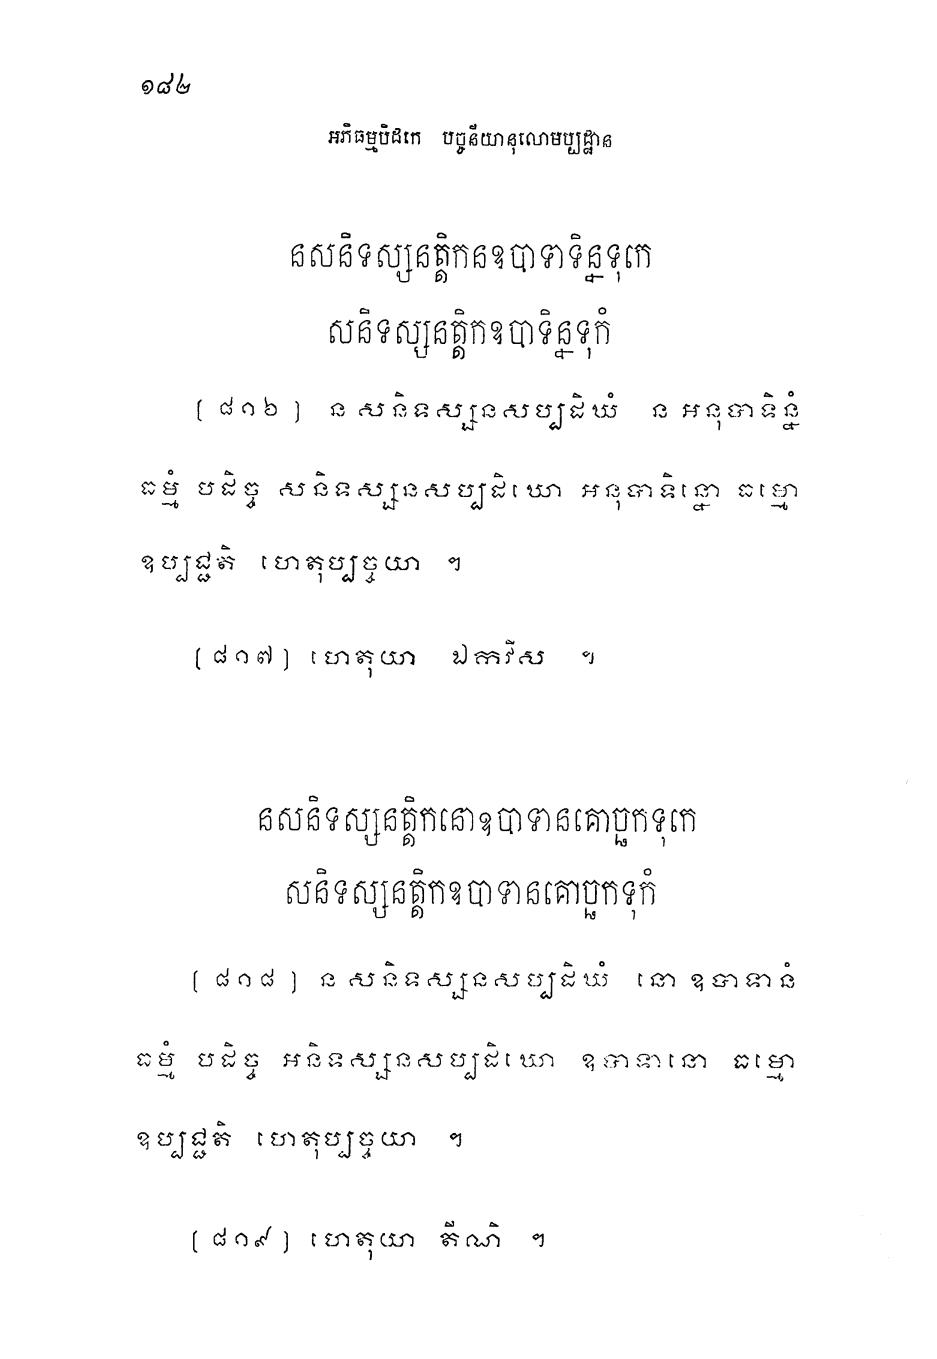 ១៨៤
អភិធម្មបិដកេ បច្ចនីយានុលោមប្បដ្ឋាន
នសនិទស្សនត្តិកនឧបាទាទិន្នទុកេ
សនិទស្សនត្តិកឧបាទិន្នទុកំ
[ ៨១៦ ] ន សនិទស្សនសប្បដិឃំ ន អនុបាទិន្នំ
ធម្មំ បដិច្ច សនិទស្សនសប្បដិឃោ អនុបាទិន្នោ ធម្មោ
ឧប្បជ្ជតិ ហេតុប្បច្ចយា ។
[ ៨១៧ ] ហេតុយា ឯកវីស ។
នសនិទស្សនត្តិកនោឧបាទានគោច្ឆកទុកេ
សនិទស្សនត្តិកឧបាទានគោច្ឆកទុកំ
[ ៨១៨ ] ន សនិទស្សនសប្បដិឃំ នោ ឧបាទានំ
ធម្មំ បដិច្ច អនិទស្សនសប្បដិឃោ ឧបាទានោ ធម្មោ
ឧប្បជ្ជតិ ហេតុប្បច្ចយា ។
[ ៨១៩ ] ហេតុយា តីណិ ។